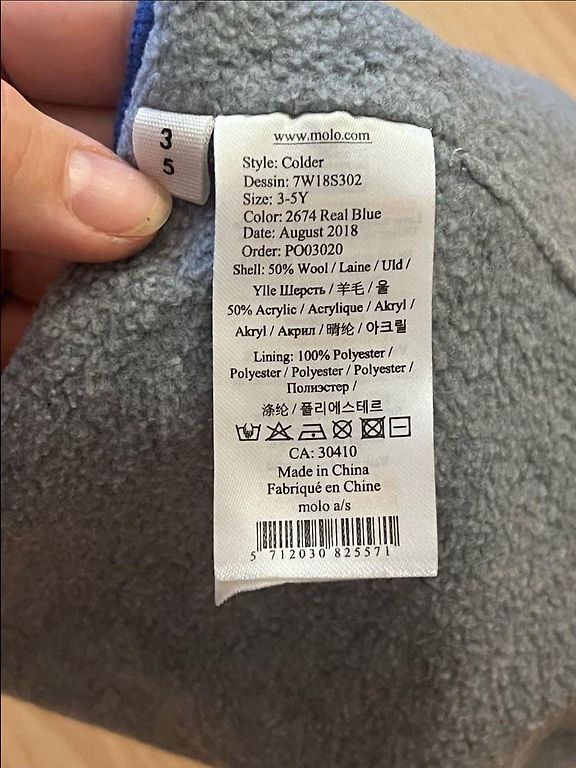 3
5
www.molo.com
Style: Colder
Dessin: 7W18S302
Size: 3-5Y
Color: 2674 Real Blue
Date: August 2018
Order: PO03020
Shell: 50% Wool / Laine / Uld /
Ylle Шерсть / 羊毛 / 울
50% Acrylic / Acrylique / Akryl /
Akryl / Акрил / 晴纶 / 아크릴
Lining: 100% Polyester /
Polyester / Polyester / Polyester /
Полиэстер /
涤纶 / 폴리에스테르
CA: 30410
Made in China
Fabriqué en Chine
molo a/s
5 712030 825571